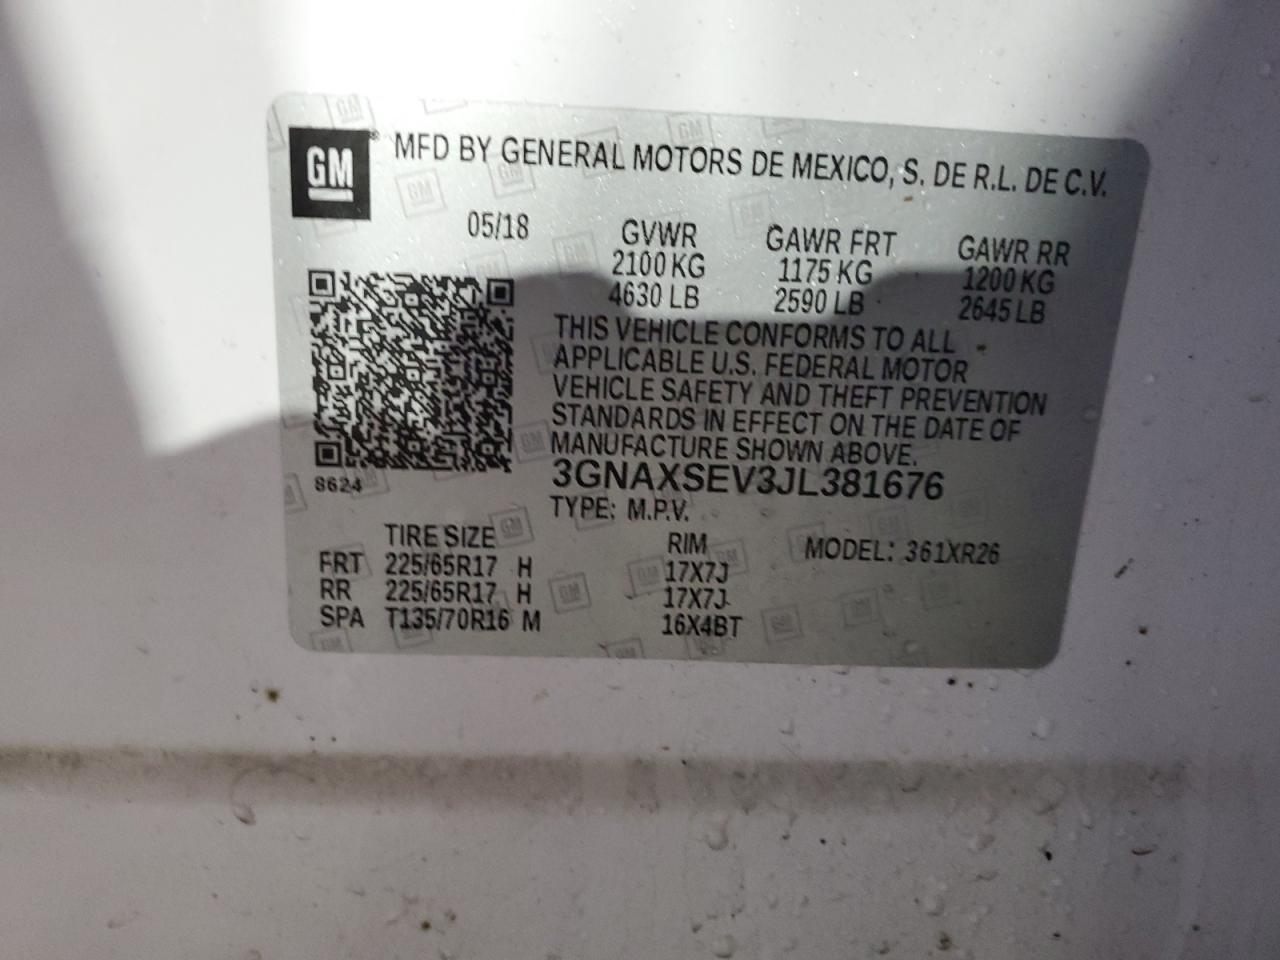 GM® MFD BY GENERAL MOTORS DE MEXICO, S. DE R.L. DE C.V.
05/18 GVWR GAWR FRT GAWR RR
2100 KG 1175 KG 1200 KG
4630 LB 2590 LB 2645 LB
THIS VEHICLE CONFORMS TO ALL
APPLICABLE U.S. FEDERAL MOTOR
VEHICLE SAFETY AND THEFT PREVENTION
STANDARDS IN EFFECT ON THE DATE OF
MANUFACTURE SHOWN ABOVE.
8624 3GNAXSEV3JL381676
TYPE: M.P.V.
TIRE SIZE RIM MODEL: 361XR26
FRT 225/65R17 H 17X7J
RR 225/65R17 H 17X7J
SPA T135/70R16 M 16X4BT